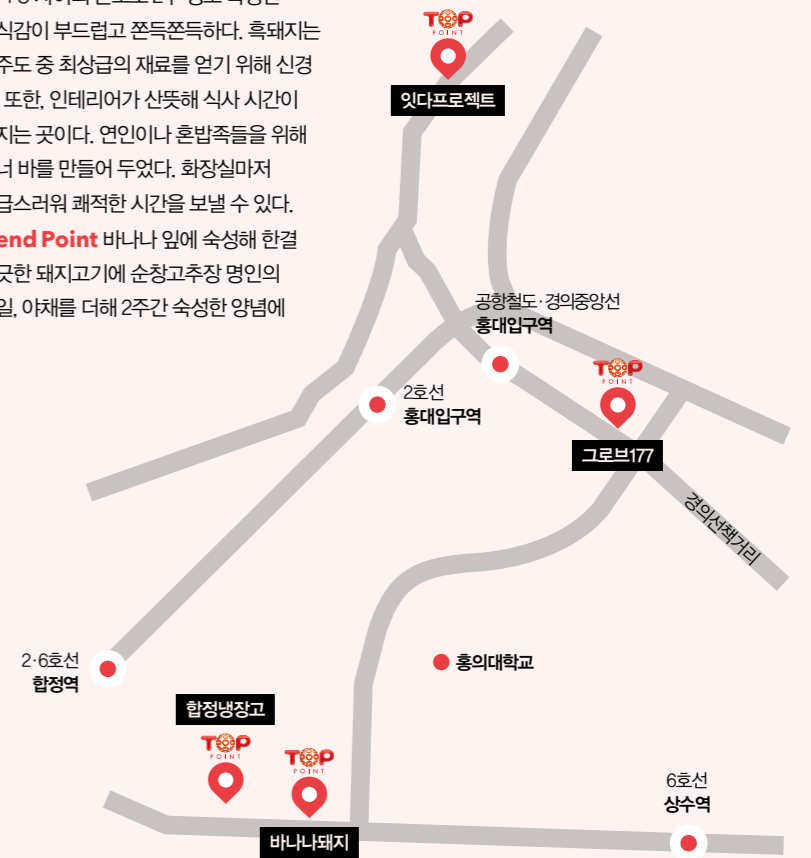 식감이 부드럽고 쫀득쫀득하다. 흑돼지는
주도 중 최상급의 재료를 얻기 위해 신경
또한, 인테리어가 산뜻해 식사 시간이
지는 곳이다. 연인이나 혼밥족들을 위해
너 바를 만들어 두었다. 화장실마저
급스러워 쾌적한 시간을 보낼 수 있다.
end Point 바나나 잎에 숙성해 한결
긋한 돼지고기에 순창고추장 명인의
일, 야채를 더해 2주간 숙성한 양념에
TOP
POINT
잇다프로젝트
공항철도·경의중앙선
홍대입구역
2호선
홍대입구역
TOP
POINT
그로브177
경의선책거리
2·6호선
합정역
홍의대학교
합정냉장고
TOP
POINT
TOP
POINT
바나나돼지
6호선
상수역